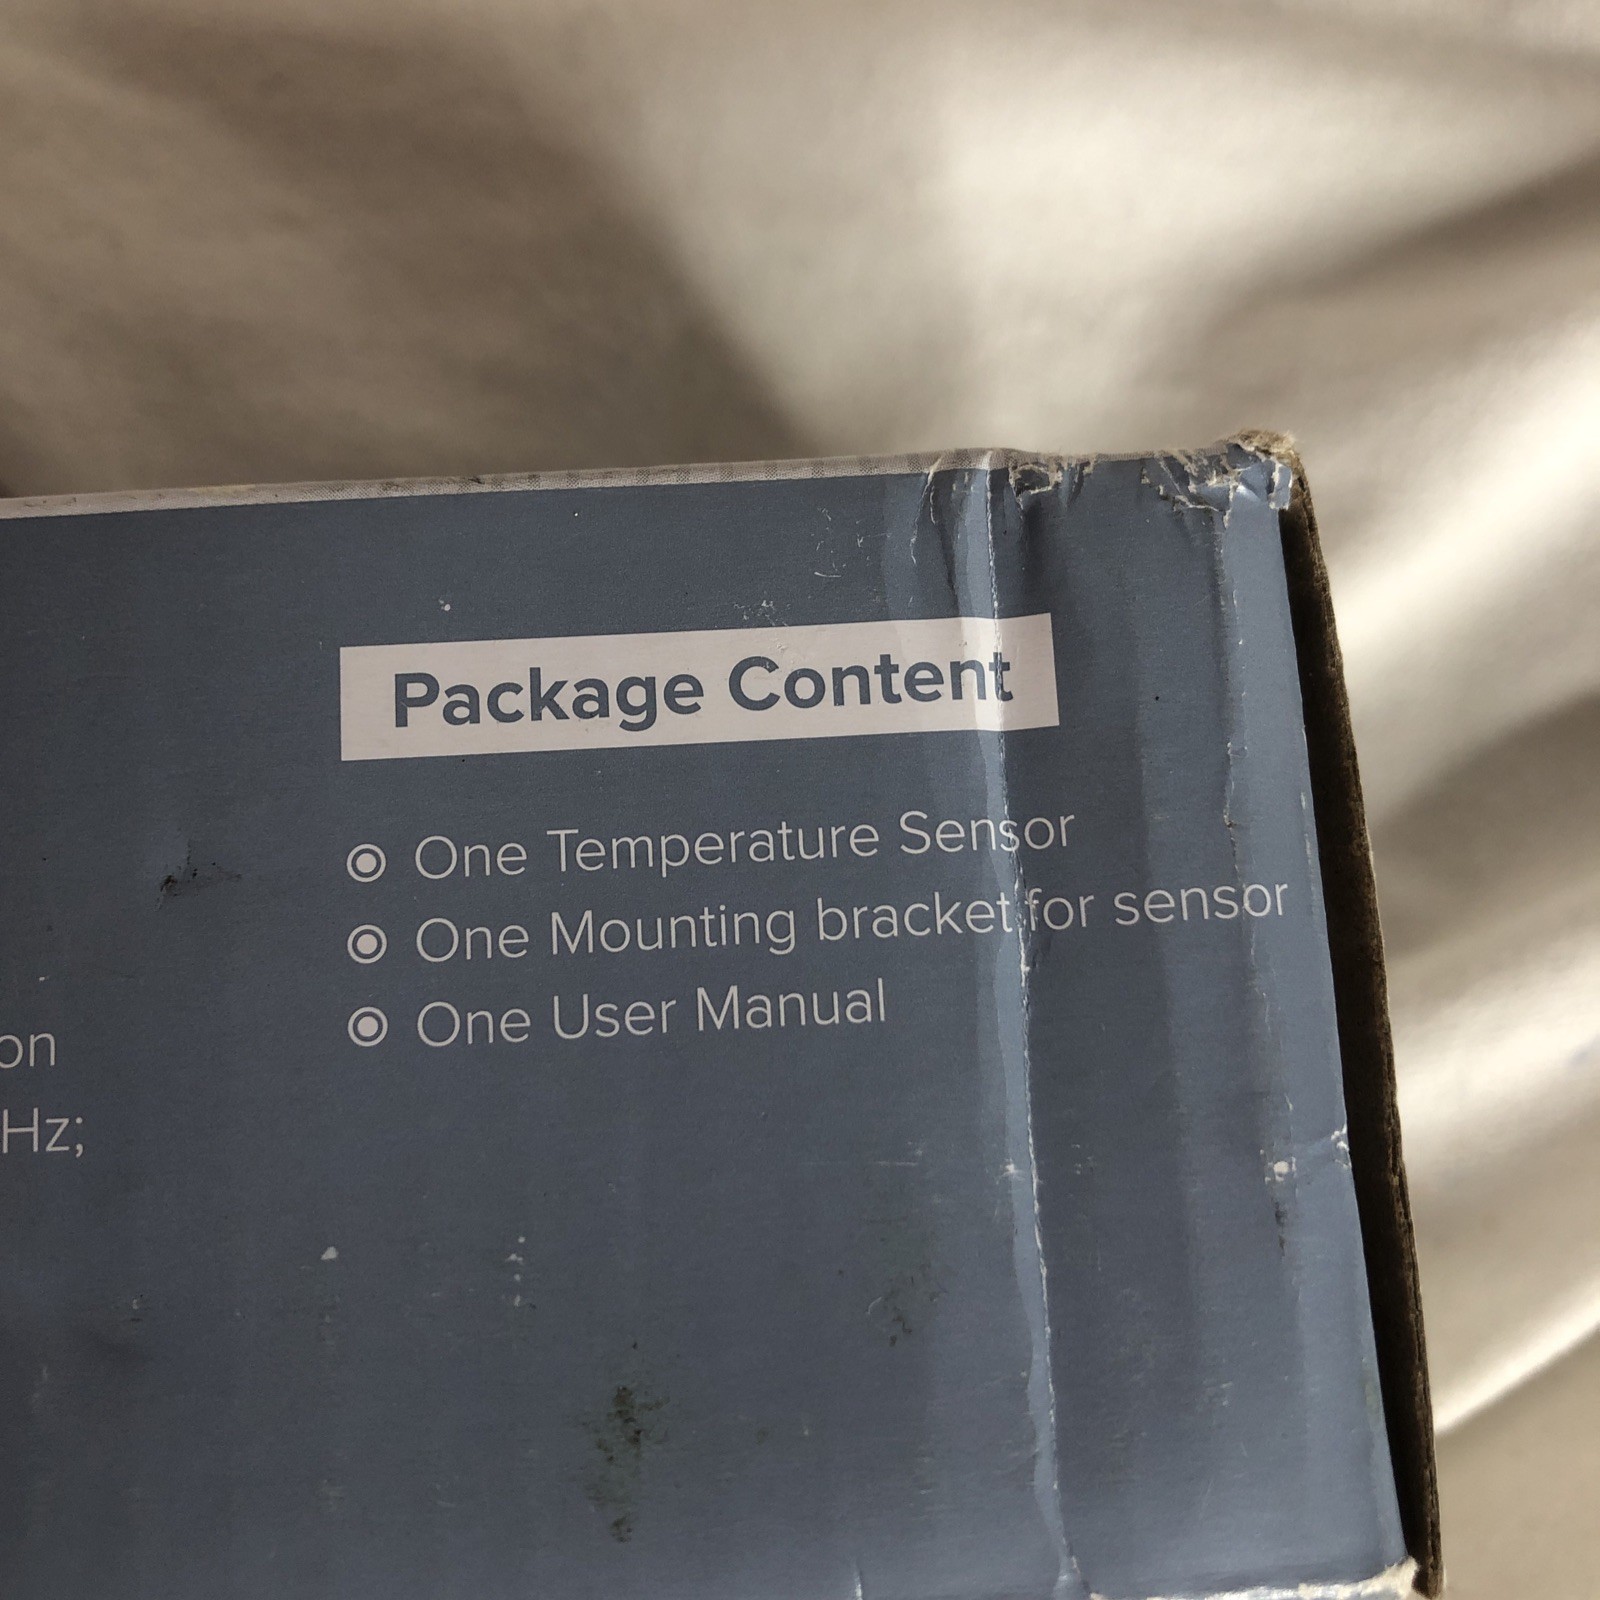 Package Content
One Temperature Sensor
One Mounting bracket for sensor
One User Manual
on
Hz;